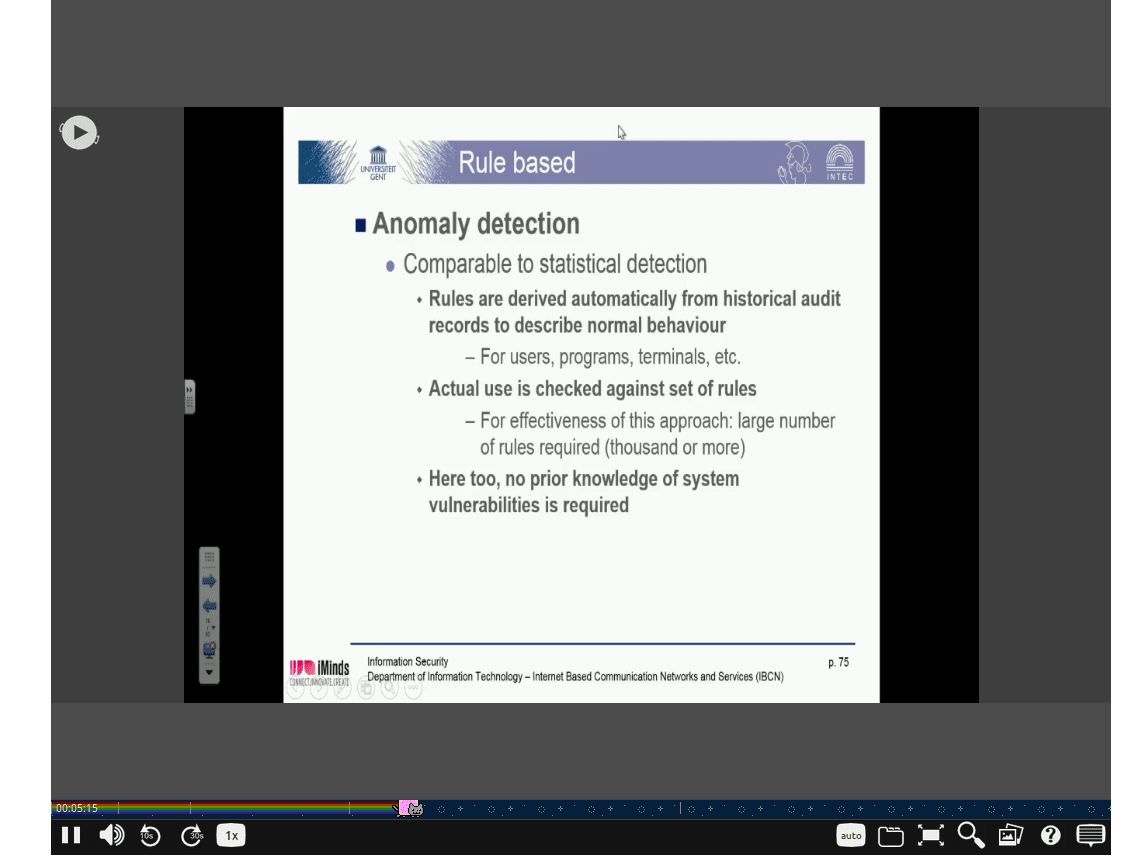 UNIVERSITEIT
GENT
Rule based
INTEC
Anomaly detection
Comparable to statistical detection
Rules are derived automatically from historical audit
records to describe normal behaviour
– For users, programs, terminals, etc.
Actual use is checked against set of rules
– For effectiveness of this approach: large number
of rules required (thousand or more)
Here too, no prior knowledge of system
vulnerabilities is required
iMinds
CONNECT.INNOVATE.CREATE
Information Security
p. 75
Department of Information Technology – Internet Based Communication Networks and Services (IBCN)
00:05:15
10s
30s
1x
auto
?